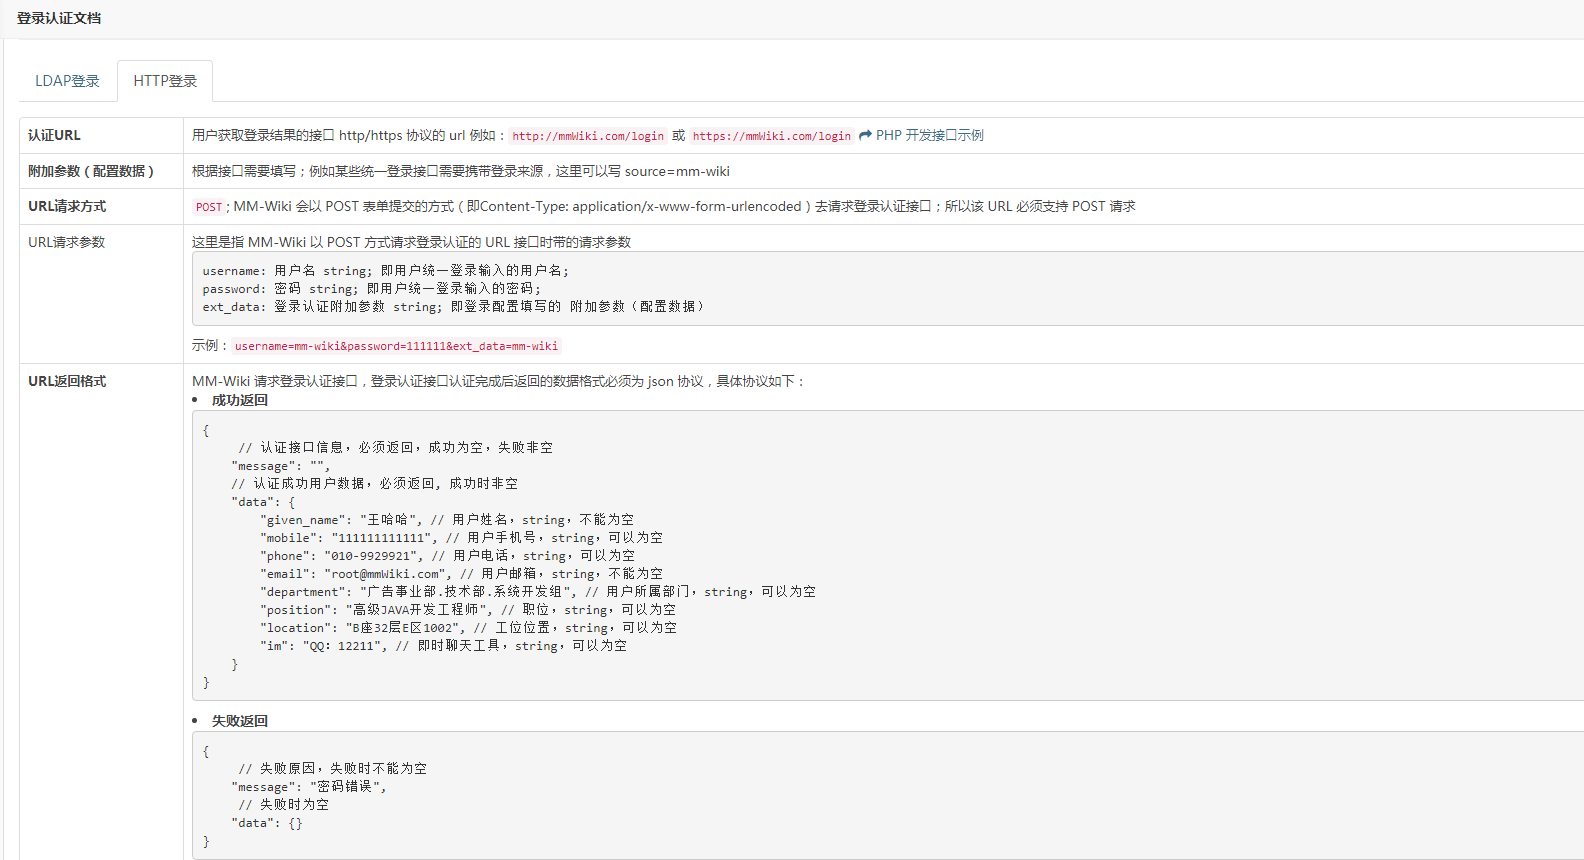 登录认证文档
LDAP登录
HTTP登录
认证URL
用户获取登录结果的接口 http/https 协议的 url 例如：http://mmWiki.com/login 或 https://mmWiki.com/login PHP 开发接口示例
附加参数（配置数据）
根据接口需要填写；例如某些统一登录接口需要携带登录来源，这里可以写 source=mm-wiki
URL请求方式
POST；MM-Wiki 会以 POST 表单提交的方式（即Content-Type: application/x-www-form-urlencoded）去请求登录认证接口；所以该 URL 必须支持 POST 请求
URL请求参数
这里是指 MM-Wiki 以 POST 方式请求登录认证的 URL 接口时带的请求参数
username: 用户名 string; 即用户统一登录输入的用户名;
password: 密码 string; 即用户统一登录输入的密码;
ext_data: 登录认证附加参数 string; 即登录配置填写的 附加参数（配置数据）
示例：username=mm-wiki&password=111111&ext_data=mm-wiki
URL返回格式
MM-Wiki 请求登录认证接口，登录认证接口认证完成后返回的数据格式必须为 json 协议，具体协议如下：
• 成功返回
{
// 认证接口信息，必须返回，成功为空，失败非空
"message": "",
// 认证成功用户数据，必须返回, 成功时非空
"data": {
"given_name": "王哈哈", // 用户姓名，string，不能为空
"mobile": "111111111111", // 用户手机号，string，可以为空
"phone": "010-9929921", // 用户电话，string，可以为空
"email": "root@mmWiki.com", // 用户邮箱，string，不能为空
"department": "广告事业部.技术部.系统开发组", // 用户所属部门，string，可以为空
"position": "高级JAVA开发工程师", // 职位，string，可以为空
"location": "B座32层E区1002", // 工位位置，string，可以为空
"im": "QQ：12211", // 即时聊天工具，string，可以为空
}
}
• 失败返回
{
// 失败原因，失败时不能为空
"message": "密码错误",
// 失败时为空
"data": {}
}